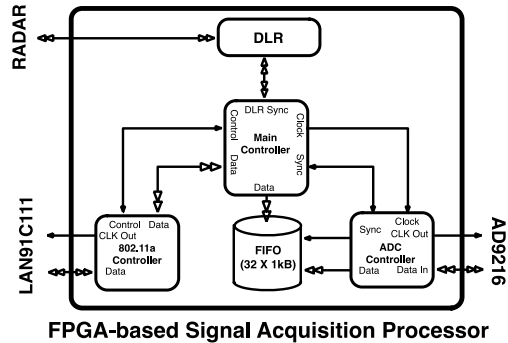 RADAR
DLR
DLR Sync
Control
Clock
Main
Controller
Data
Sync
Data
LAN91C111
Control Data
CLK Out
802.11a
Controller
Data
FIFO
(32 X 1kB)
Clock
Sync CLK Out
ADC
Controller
Data Data In
AD9216
FPGA-based Signal Acquisition Processor